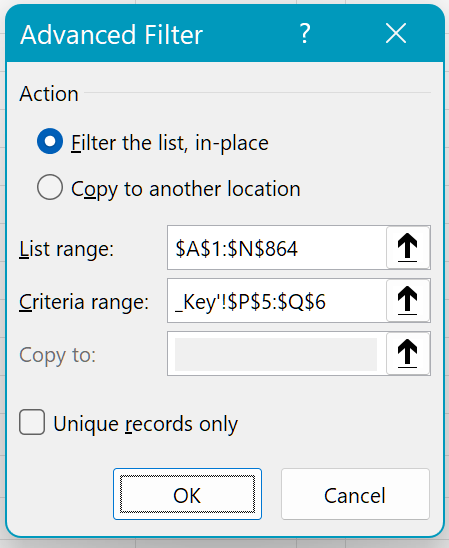 Advanced Filter ? ×
Action
Filter the list, in-place
Copy to another location
List range: $A$1:$N$864
Criteria range: _Key'!$P$5:$Q$6
Copy to:
Unique records only
OK Cancel